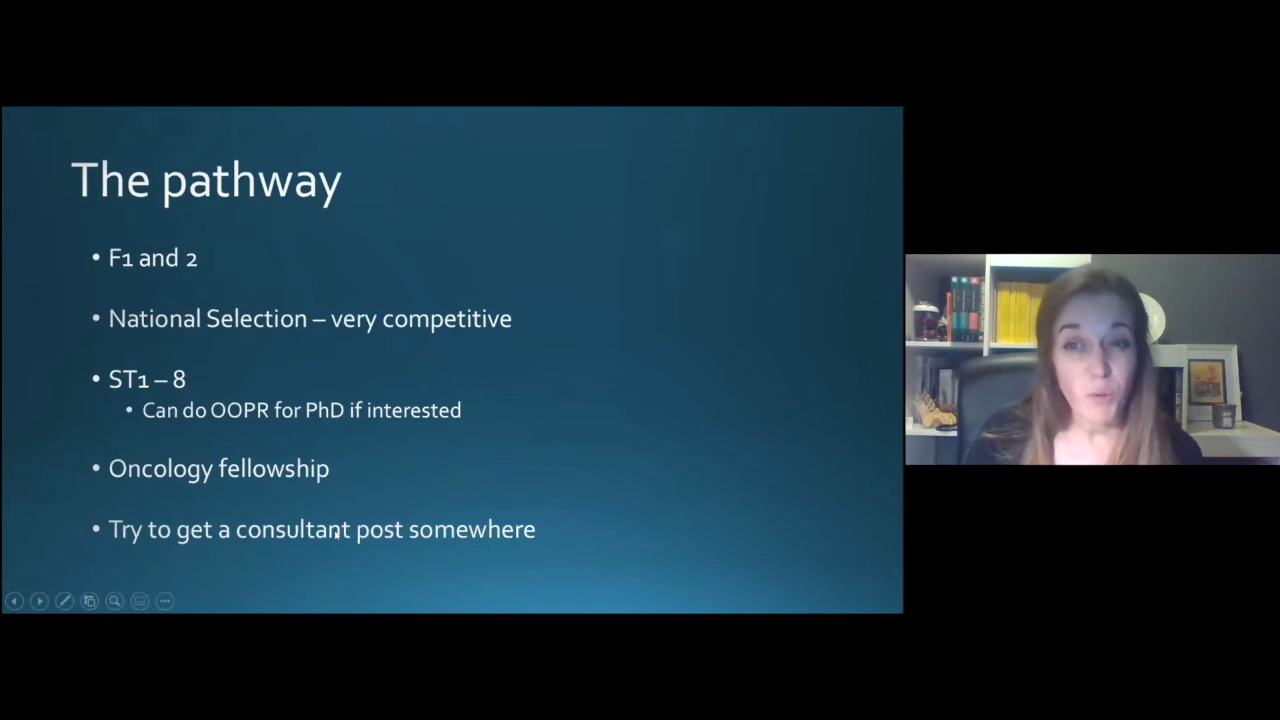 The pathway
• F1 and 2
• National Selection – very competitive
• ST1 – 8
• Can do OOPR for PhD if interested
• Oncology fellowship
• Try to get a consultant post somewhere